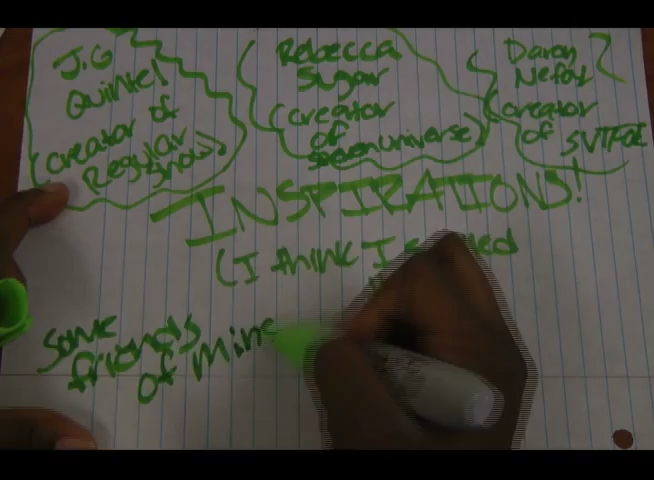 J.G
Quintel
(creator of
Regular
Show)
Rebecca
Sugar
(creator
of
Steven Universe)
Daron
Nefcy
(creator
of SVTFOE
INSPIRATIONS!
(I think I
Some
friends
of mine